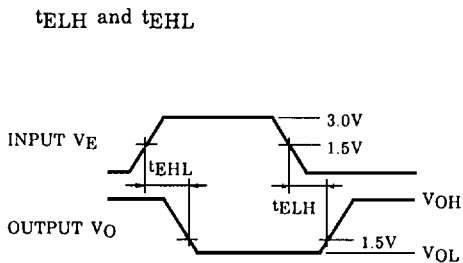 tELH and tEHL
3.0V
INPUT VE
1.5V
tEHL
tELH
VOH
OUTPUT VO
1.5V
VOL